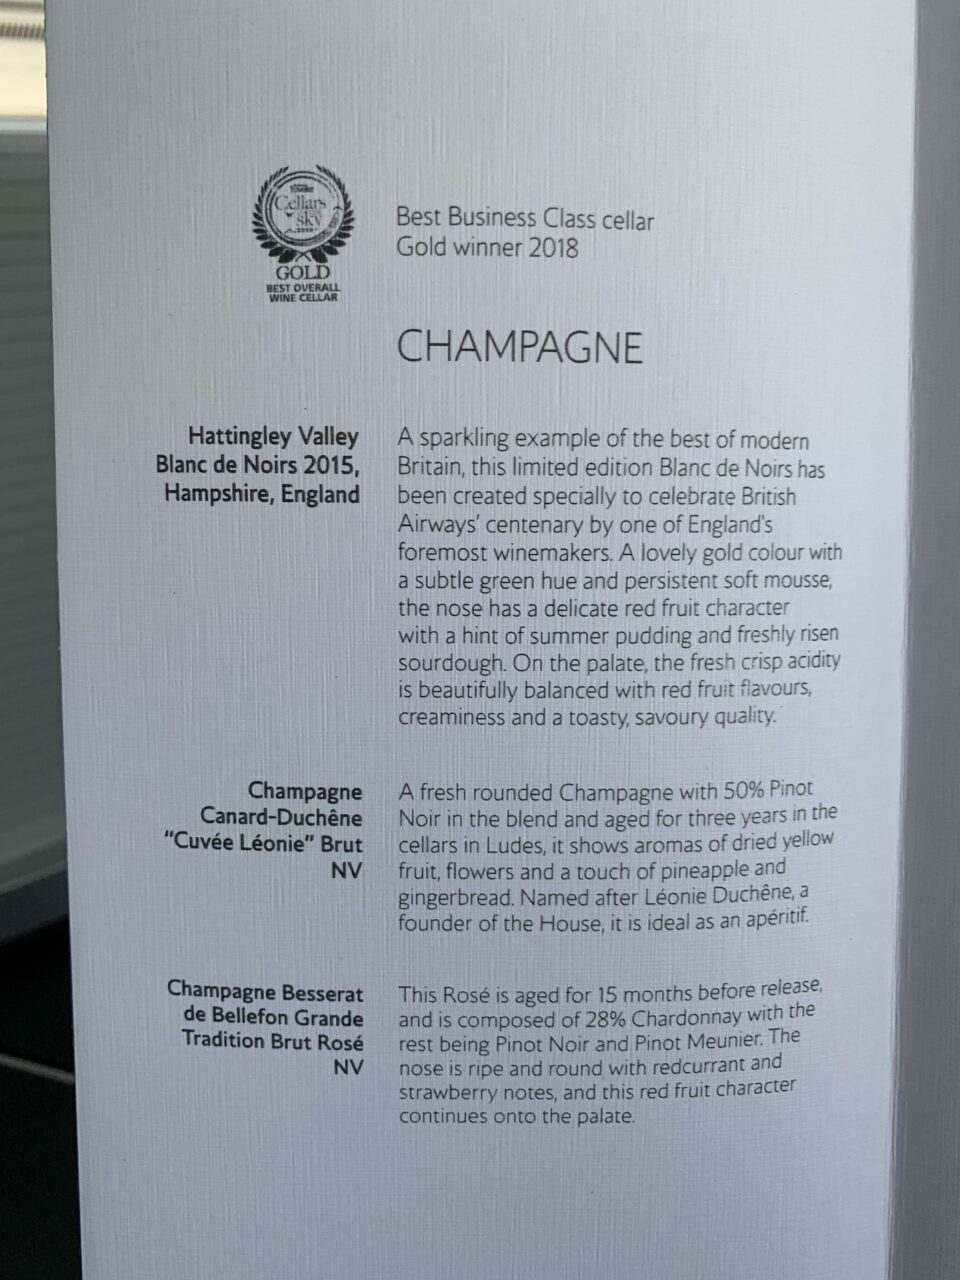 Cellars
in the
sky
2018
GOLD
BEST OVERALL
WINE CELLAR
Best Business Class cellar
Gold winner 2018
CHAMPAGNE
Hattingley Valley
Blanc de Noirs 2015,
Hampshire, England
A sparkling example of the best of modern
Britain, this limited edition Blanc de Noirs has
been created specially to celebrate British
Airways' centenary by one of England's
foremost winemakers. A lovely gold colour with
a subtle green hue and persistent soft mousse,
the nose has a delicate red fruit character
with a hint of summer pudding and freshly risen
sourdough. On the palate, the fresh crisp acidity
is beautifully balanced with red fruit flavours,
creaminess and a toasty, savoury quality.
Champagne
Canard-Duchêne
"Cuvée Léonie" Brut
NV
A fresh rounded Champagne with 50% Pinot
Noir in the blend and aged for three years in the
cellars in Ludes, it shows aromas of dried yellow
fruit, flowers and a touch of pineapple and
gingerbread. Named after Léonie Duchêne, a
founder of the House, it is ideal as an apéritif.
Champagne Besserat
de Bellefon Grande
Tradition Brut Rosé
NV
This Rosé is aged for 15 months before release,
and is composed of 28% Chardonnay with the
rest being Pinot Noir and Pinot Meunier. The
nose is ripe and round with redcurrant and
strawberry notes, and this red fruit character
continues onto the palate.